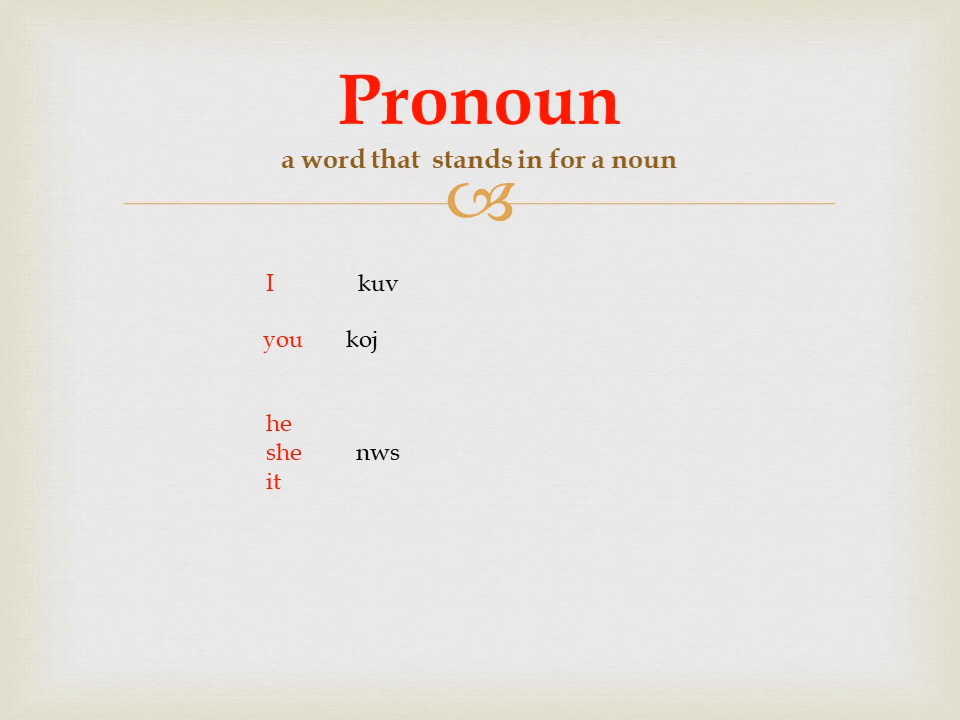 Pronoun
a word that stands in for a noun
I kuv
you koj
he
she nws
it